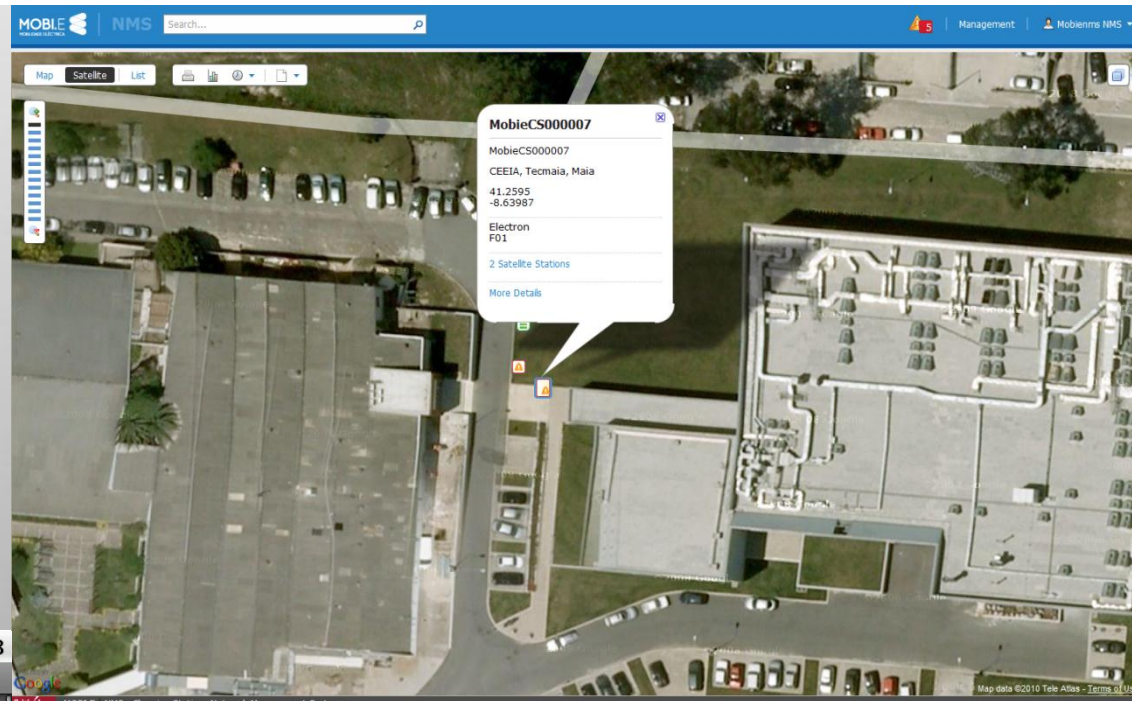 MOBI.E
MOBILIDADE ELÉCTRICA
NMS
Search...
5
Management
Mobienms NMS
Map
Satellite
List
MobieCS000007
MobieCS000007
CEEIA, Tecmaia, Maia
41.2595
-8.63987
Electron
F01
2 Satellite Stations
More Details
3
Google
Map data ©2010 Tele Atlas - Terms of Us